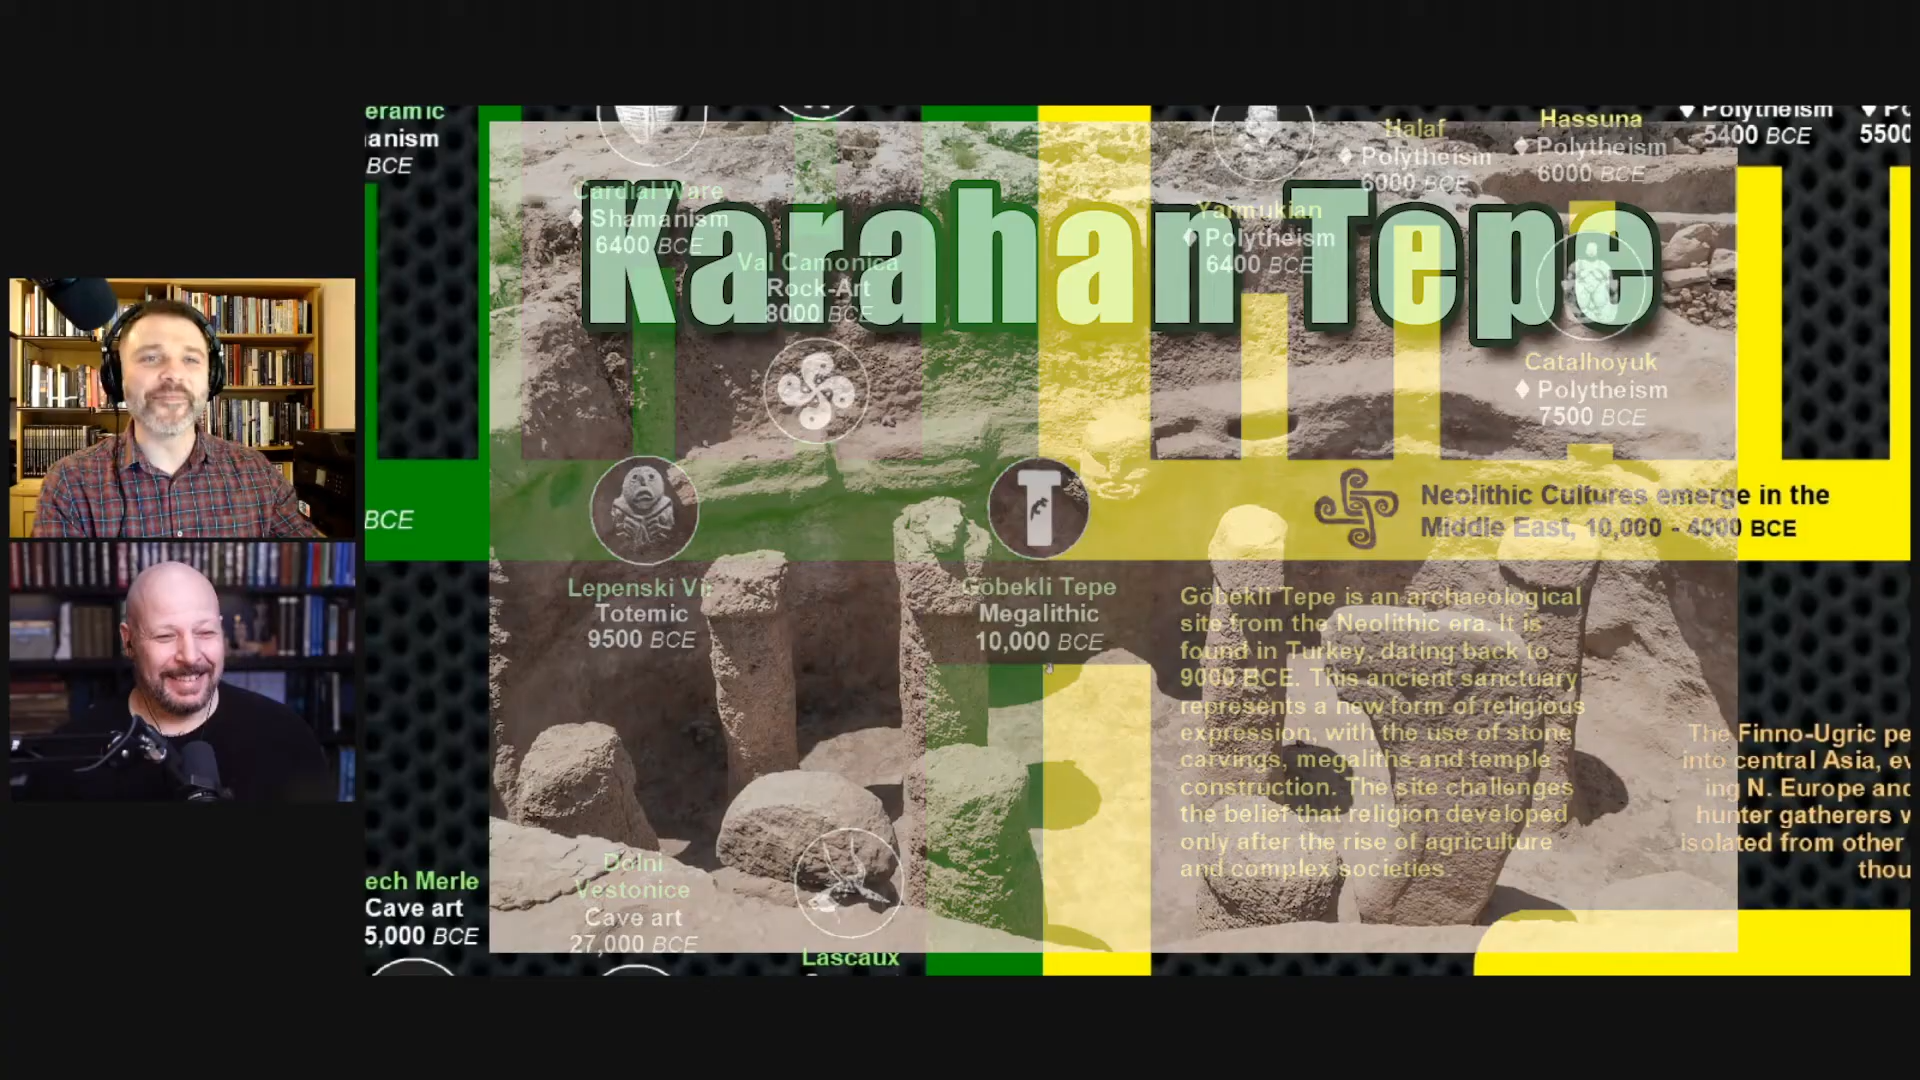 eramic
anism
BCE
Cardial Ware
♦ Shamanism
6400 BCE
Val Camonica
Rock-Art
8000 BCE
Karahan Tepe
Halaf
♦ Polytheism
6000 BCE
Hassuna
♦ Polytheism
6000 BCE
♦ Polytheism
5400 BCE
5500
Yarmukian
♦ Polytheism
6400 BCE
Catalhoyuk
♦ Polytheism
7500 BCE
BCE
Neolithic Cultures emerge in the
Middle East, 10,000 - 4000 BCE
Lepenski Vir
Totemic
9500 BCE
Göbekli Tepe
Megalithic
10,000 BCE
Göbekli Tepe is an archaeological
site from the Neolithic era. It is
found in Turkey, dating back to
9000 BCE. This ancient sanctuary
represents a new form of religious
expression, with the use of stone
carvings, megaliths and temple
construction. The site challenges
the belief that religion developed
only after the rise of agriculture
and complex societies.
The Finno-Ugric pe
into central Asia, ev
ing N. Europe and
hunter gatherers w
isolated from other
thou
ech Merle
Cave art
5,000 BCE
Dolni
Vestonice
Cave art
27,000 BCE
Lascaux